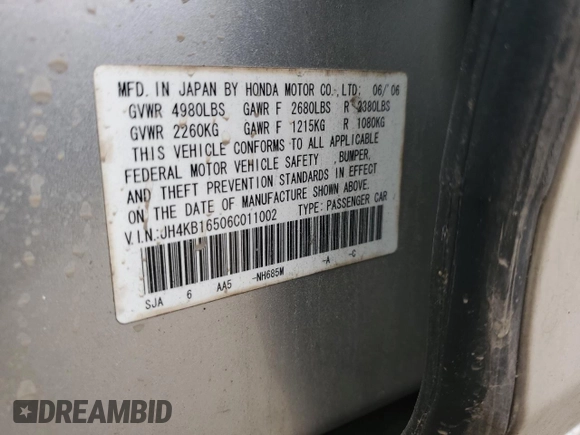 MFD. IN JAPAN BY HONDA MOTOR CO.,LTD. 06/'06
GVWR 4980LBS GAWR F 2680LBS R 2380LBS
GVWR 2260KG GAWR F 1215KG R 1080KG
THIS VEHICLE CONFORMS TO ALL APPLICABLE
FEDERAL MOTOR VEHICLE SAFETY ,BUMPER,
AND THEFT PREVENTION STANDARDS IN EFFECT
ON THE DATE OF MANUFACTURE SHOWN ABOVE.
V.I.N.:JH4KB16506C011002 TYPE:PASSENGER CAR
SJA 6 AA5 -NH685M -A -C
DREAMBID